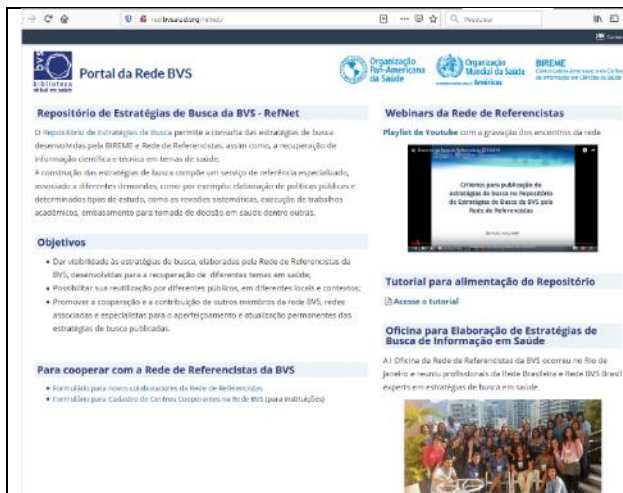 red.bvsalud.org/refnet/
Pesquisar
biblioteca
virtual em saúde
Portal da Rede BVS
Organização
Pan-Americana
da Saúde
Organização
Mundial da Saúde
Américas
BIREME
Repositório de Estratégias de Busca da BVS - RefNet
O Repositório de Estratégias de Busca permite a consulta das estratégias de busca
desenvolvidas pela BIREME e Rede de Referencistas, assim como, a recuperação de
informação científica e técnica em temas de saúde.
A construção das estratégias de busca compõe um serviço de referência especializado,
associado a diferentes demandas, como por exemplo: elaboração de políticas públicas e
determinados tipos de estudo, como as revisões sistemáticas, execução de trabalhos
acadêmicos, embasamento para tomada de decisão em saúde dentre outras.
Objetivos
Dar visibilidade às estratégias de busca, elaboradas pela Rede de Referencistas da
BVS, desenvolvidas para a recuperação de diferentes temas em saúde;
Possibilitar sua reutilização por diferentes públicos, em diferentes locais e contextos;
Promover a cooperação e a contribuição de outros membros da rede BVS, redes
associadas e especialistas para o aperfeiçoamento e atualização permanentes das
estratégias de busca publicadas.
Para cooperar com a Rede de Referencistas da BVS
Formulário para novos colaboradores da Rede de Referencistas
Formulário para Cadastro de Centros Cooperantes na Rede BVS (para instituições)
Webinars da Rede de Referencistas
Playlist do Youtube com a gravação dos encontros da rede
Critérios para publicação de
estratégias de busca no Repositório
de Estratégias de Busca da BVS pela
Rede de Referencistas
Tutorial para alimentação do Repositório
Acesse o tutorial
Oficina para Elaboração de Estratégias de
Busca de Informação em Saúde
A I Oficina da Rede de Referencistas da BVS ocorreu no Rio de
Janeiro e reuniu profissionais da Rede Brasileira e Rede BVS Brasil
experts em estratégias de busca em saúde.